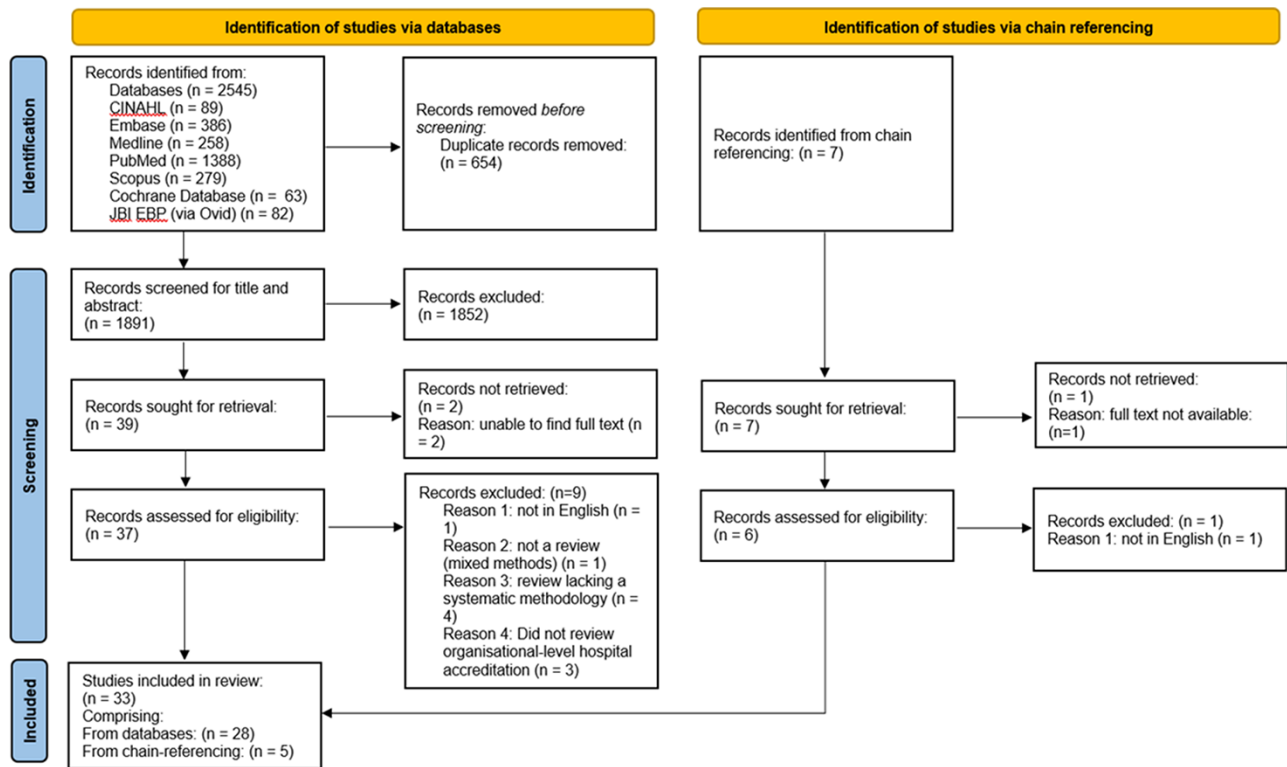 Identification of studies via databases
Identification of studies via chain referencing
Identification
Records identified from:
Databases (n = 2545)
CINAHL (n = 89)
Embase (n = 386)
Medline (n = 258)
PubMed (n = 1388)
Scopus (n = 279)
Cochrane Database (n = 63)
JBI EBP (via Ovid) (n = 82)
Records removed before
screening:
Duplicate records removed:
(n = 654)
Records identified from chain
referencing: (n = 7)
Screening
Records screened for title and
abstract:
(n = 1891)
Records excluded:
(n = 1852)
Records sought for retrieval:
(n = 39)
Records not retrieved:
(n = 2)
Reason: unable to find full text (n
= 2)
Records sought for retrieval:
(n = 7)
Records not retrieved:
(n = 1)
Reason: full text not available:
(n=1)
Records assessed for eligibility:
(n = 37)
Records excluded: (n=9)
Reason 1: not in English (n =
1)
Reason 2: not a review
(mixed methods) (n = 1)
Reason 3: review lacking a
systematic methodology (n =
4)
Reason 4: Did not review
organisational-level hospital
accreditation (n = 3)
Records assessed for eligibility:
(n = 6)
Records excluded: (n = 1)
Reason 1: not in English (n = 1)
Included
Studies included in review:
(n = 33)
Comprising:
From databases: (n = 28)
From chain-referencing: (n = 5)